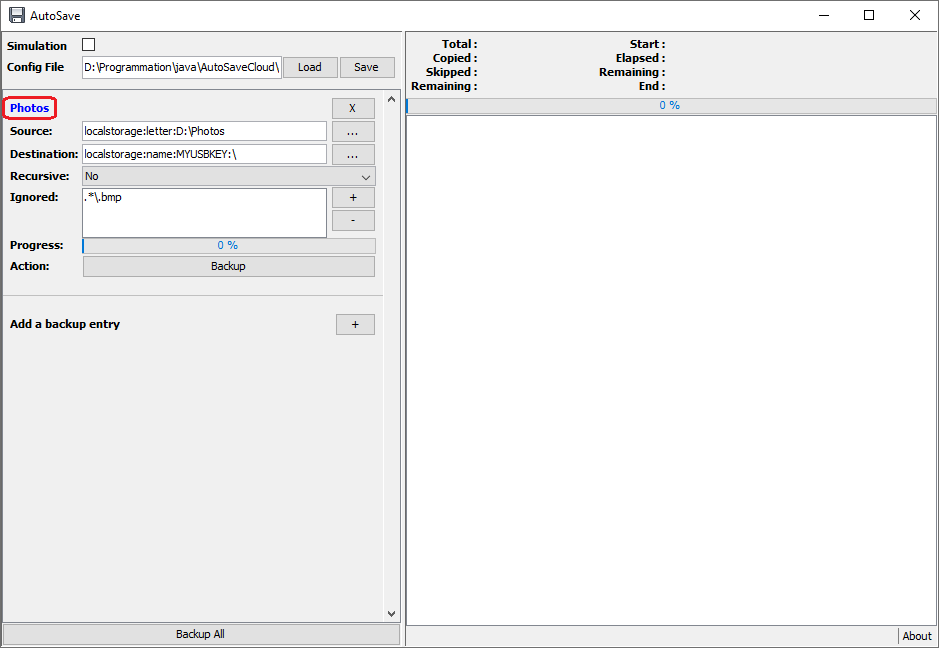 AutoSave
Simulation
Config File D:\Programmation\java\AutoSaveCloud\ Load Save
Photos X
Source: localstorage:letter:D:\Photos ...
Destination: localstorage:name:MYUSBKEY:\ ...
Recursive: No
Ignored: .*\.bmp +
-
Progress: 0 %
Action: Backup
Add a backup entry +
Backup All
Total : Start :
Copied : Elapsed :
Skipped : Remaining :
Remaining : End :
0 %
About